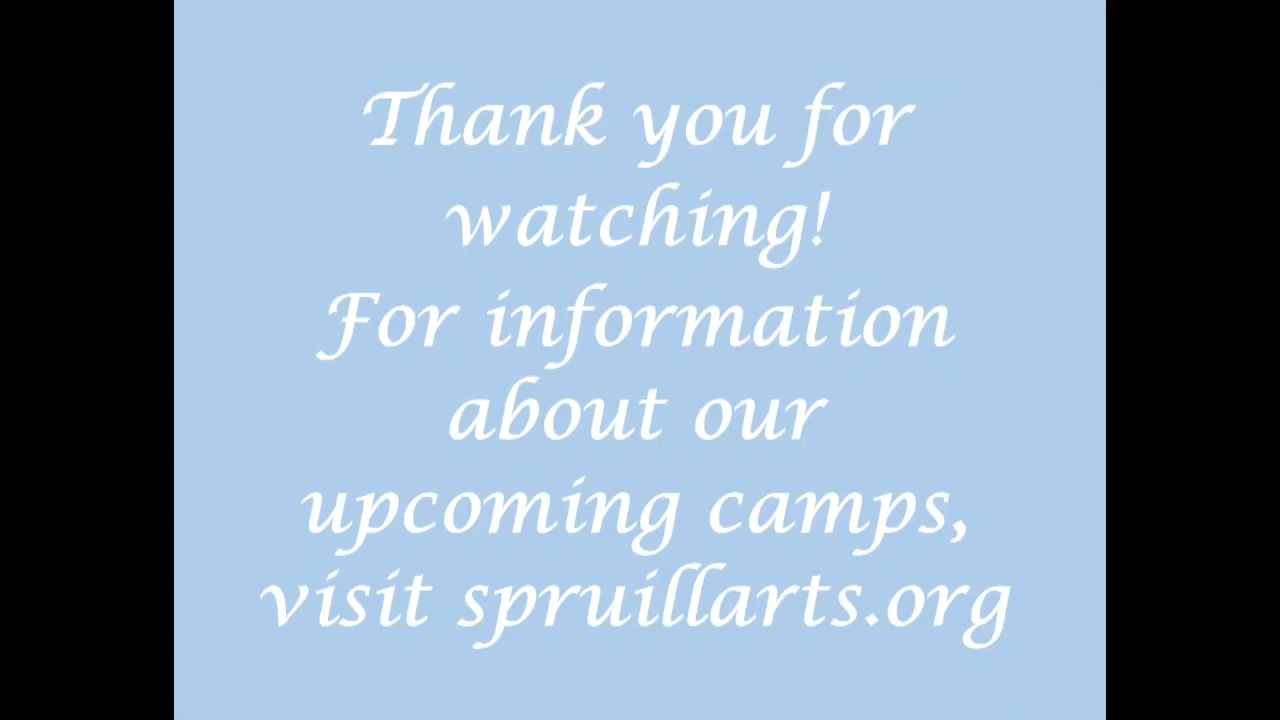 Thank you for
watching!
For information
about our
upcoming camps,
visit spruillarts.org